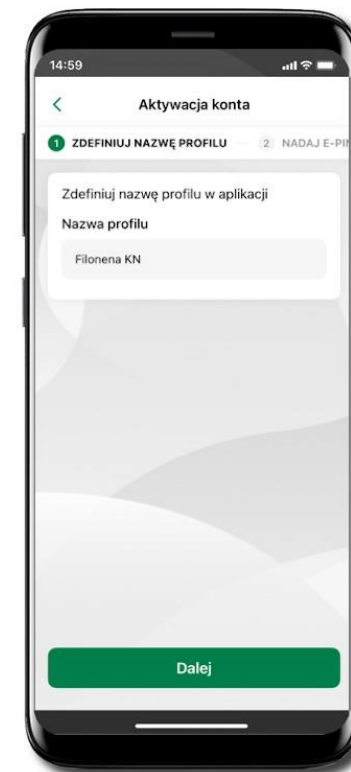 14:59
Aktywacja konta
1 ZDEFINIUJ NAZWĘ PROFILU 2 NADAJ E-PIN
Zdefiniuj nazwę profilu w aplikacji
Nazwa profilu
Filonena KN
Dalej